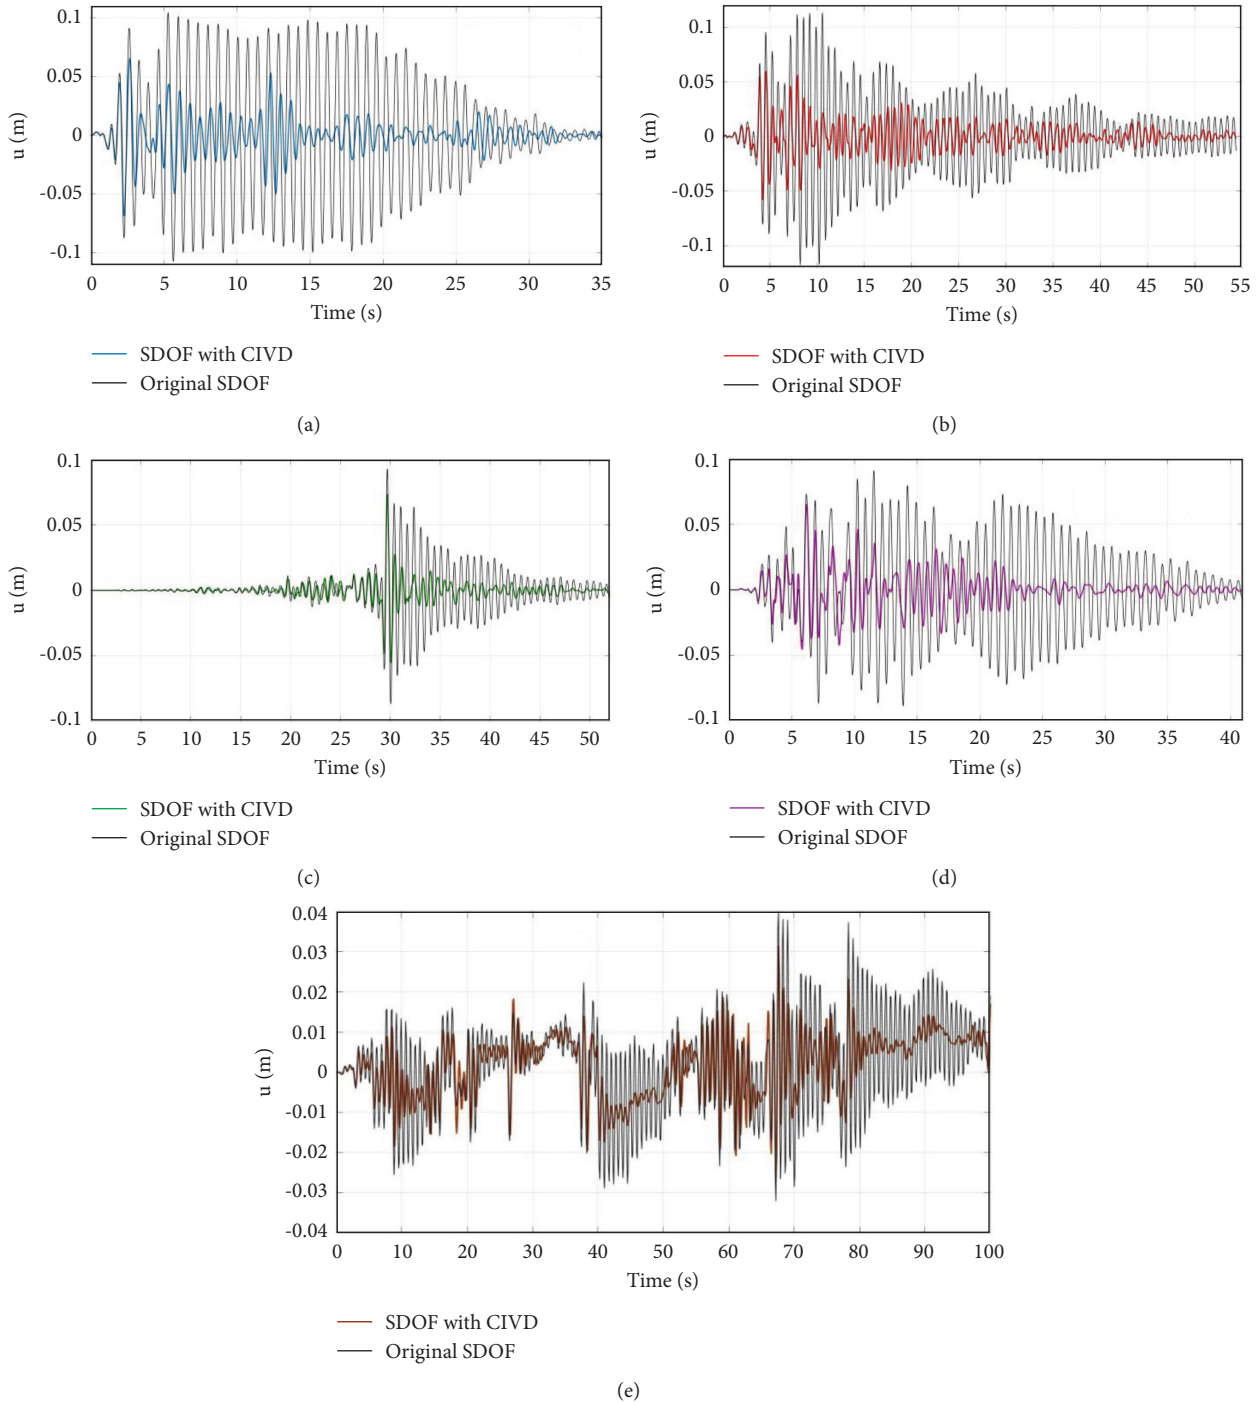 0.1
0.05
0
-0.05
-0.1
u (m)
0 5 10 15 20 25 30 35
Time (s)
SDOF with CIVD
Original SDOF
(a)
0.1
0.05
0
-0.05
-0.1
u (m)
0 5 10 15 20 25 30 35 40 45 50 55
Time (s)
SDOF with CIVD
Original SDOF
(b)
0.1
0.05
0
-0.05
-0.1
u (m)
0 5 10 15 20 25 30 35 40 45 50
Time (s)
SDOF with CIVD
Original SDOF
(c)
0.1
0.05
0
-0.05
-0.1
u (m)
0 5 10 15 20 25 30 35 40
Time (s)
SDOF with CIVD
Original SDOF
(d)
0.04
0.03
0.02
0.01
0
-0.01
-0.02
-0.03
-0.04
u (m)
0 10 20 30 40 50 60 70 80 90 100
Time (s)
SDOF with CIVD
Original SDOF
(e)